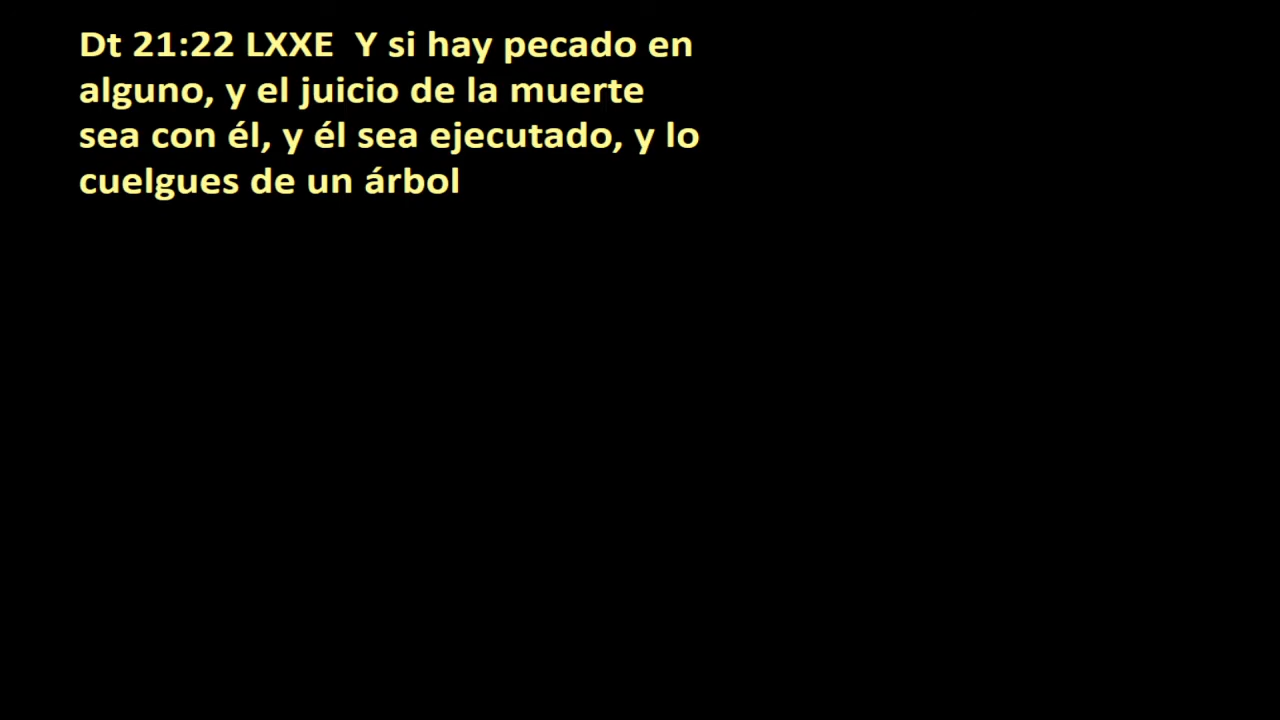 Dt 21:22 LXXE  Y si hay pecado en
alguno, y el juicio de la muerte
sea con él, y él sea ejecutado, y lo
cuelgues de un árbol